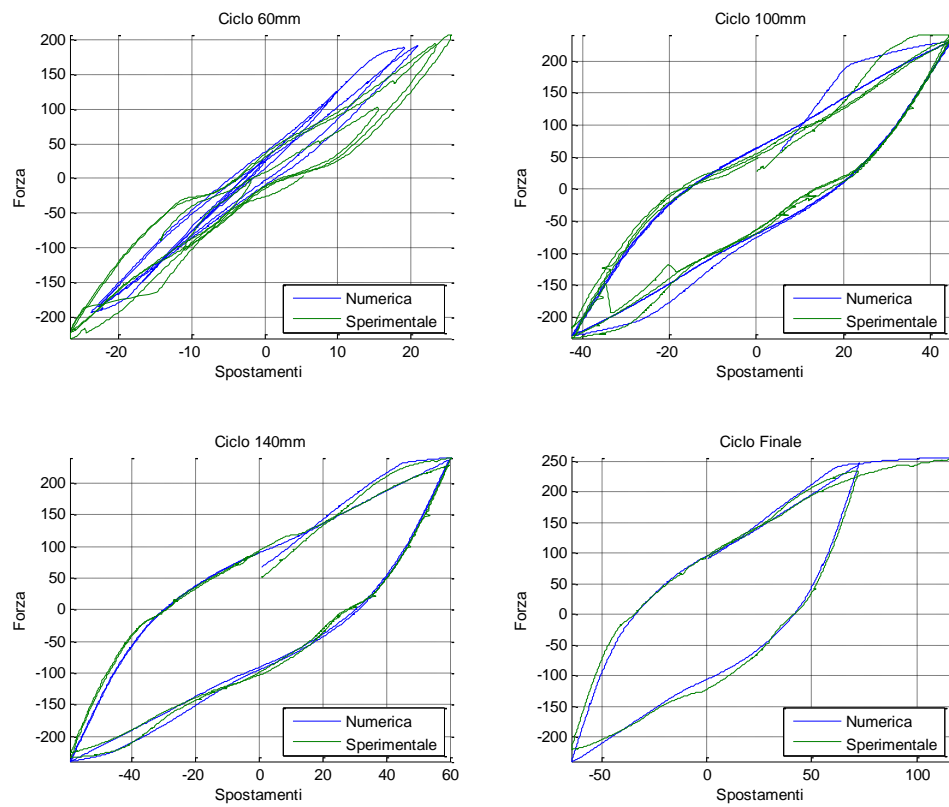 Ciclo 60mm
200
150
100
50
0
-50
-100
-150
-200
Forza
-20
-10
0
10
20
Spostamenti
Numerica
Sperimentale
Ciclo 100mm
200
150
100
50
0
-50
-100
-150
-200
Forza
-40
-20
0
20
40
Spostamenti
Numerica
Sperimentale
Ciclo 140mm
200
150
100
50
0
-50
-100
-150
-200
Forza
-40
-20
0
20
40
60
Spostamenti
Numerica
Sperimentale
Ciclo Finale
250
200
150
100
50
0
-50
-100
-150
-200
Forza
-50
0
50
100
Spostamenti
Numerica
Sperimentale